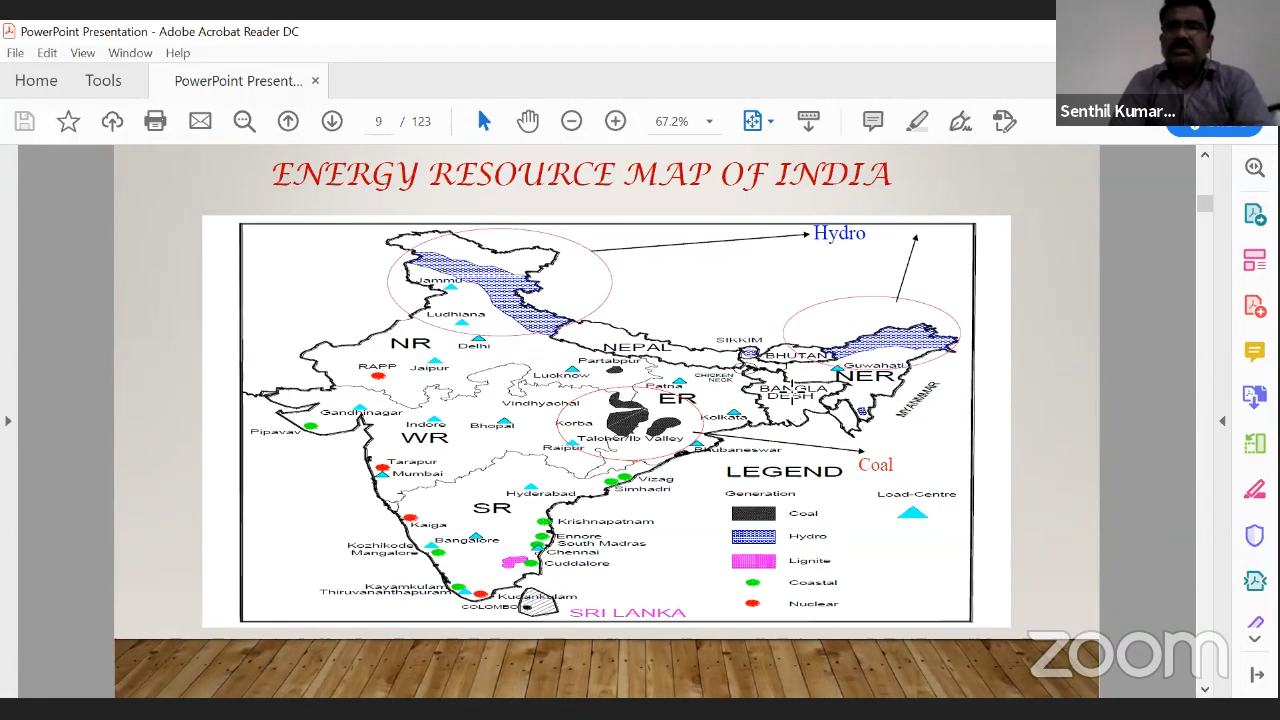 PowerPoint Presentation - Adobe Acrobat Reader DC
File Edit View Window Help
Home Tools PowerPoint Present... ×
9 / 123 67.2%
Senthil Kumar...
ENERGY RESOURCE MAP OF INDIA
Hydro
Jammu
Ludhiana
Delhi
NR
NEPAL
SIKKIM
BHUTAN
RAPP
Jaipur
Lucknow
Partabpur
Patna
CHICKEN
NECK
Guwahati
NER
BANGLA
DESH
MYANMAR
Gandhinagar
Vindhyachal
ER
Kolkata
Pipavav
Indore
Bhopal
Korba
WR
Raipur
Talcher/Ib Valley
Bhubaneswar
Coal
Tarapur
Mumbai
Hyderabad
Vizag
Simhadri
SR
Kaiga
Krishnapatnam
Kozhikode
Bangalore
Ennore
South Madras
Mangalore
Chennai
Cuddalore
Kayamkulam
Thiruvananthapuram
Kudankulam
COLOMBO
SRI LANKA
LEGEND
Generation Load-Centre
Coal
Hydro
Lignite
Coastal
Nuclear
zoom